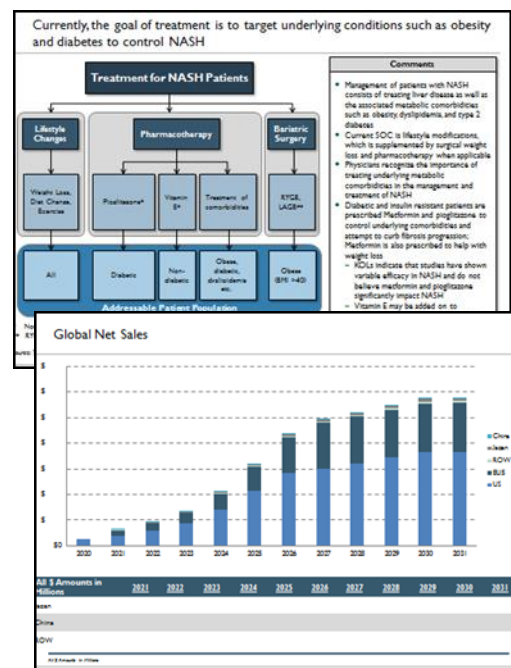 Currently, the goal of treatment is to target underlying conditions such as obesity
and diabetes to control NASH
Treatment for NASH Patients
Lifestyle
Changes
Pharmacotherapy
Bariatric
Surgery
Weight Loss,
Diet Change,
Exercise
Pioglitazone*
Vitamin
E*
Treatment of
comorbidities
RYGB,
LAGB**
All
Diabetic
Non-
diabetic
Obese,
diabetic,
etc.
Obese
(BMI >40)
Addressable Patient Population
Comments
Management of patients with NASH
consists of treating liver disease as well as
the associated metabolic comorbidities
such as obesity, dyslipidemia, and type 2
diabetes
Current SOC is lifestyle modifications,
which is supplemented by surgical weight
loss and pharmacotherapy when applicable
Physicians recognize the importance of
treating underlying metabolic
comorbidities in the management and
treatment of NASH
Diabetic and insulin resistant patients are
prescribed Metformin and pioglitazone to
control underlying comorbidities and
attempt to curb fibrosis progression;
Metformin is also prescribed to help with
weight loss
– KOLs indicate that studies have shown
variable efficacy in NASH and do not
believe metformin and pioglitazone
significantly impact NASH
– Vitamin E may be added on to
Global Net Sales
$
$
$
$
$
$
$
$0
2020 2021 2022 2023 2024 2025 2026 2027 2028 2029 2030 2031
China
Japan
ROW
EU5
US
All $ Amounts in
Millions
2021 2022 2023 2024 2025 2026 2027 2028 2029 2030 2031
Japan
China
ROW
All $ Amounts in Millions